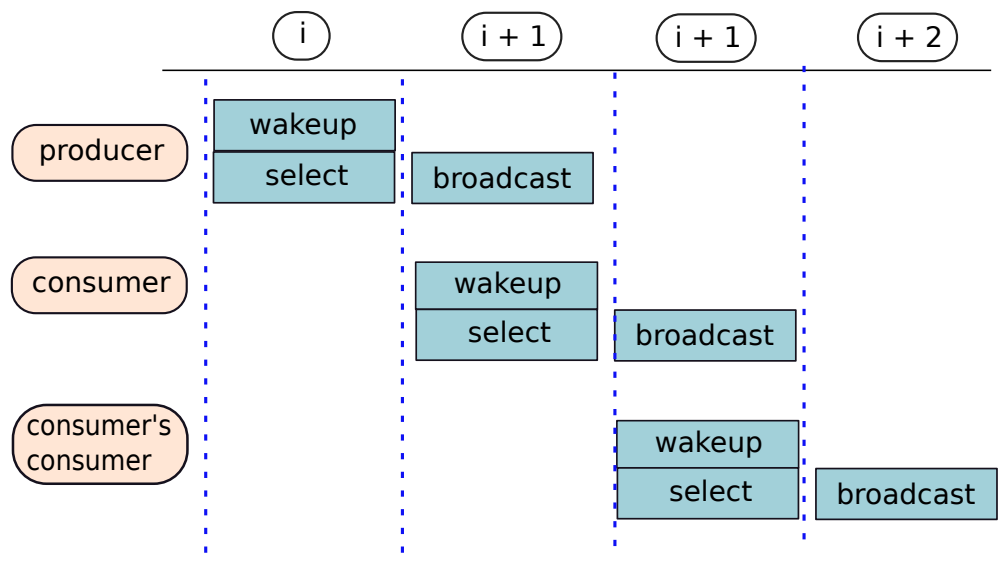 i
i + 1
i + 1
i + 2
producer
wakeup
select
broadcast
consumer
wakeup
select
broadcast
consumer's
consumer
wakeup
select
broadcast